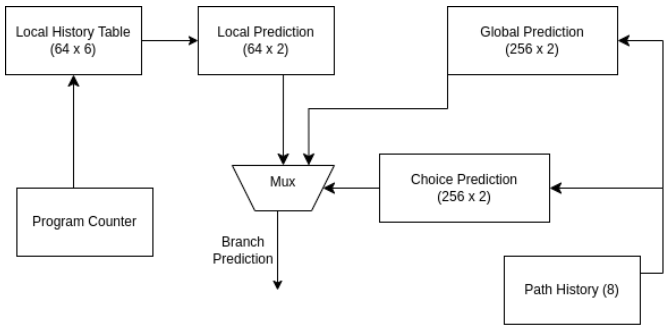 Local History Table
(64 x 6)
Local Prediction
(64 x 2)
Global Prediction
(256 x 2)
Mux
Choice Prediction
(256 x 2)
Program Counter
Branch
Prediction
Path History (8)